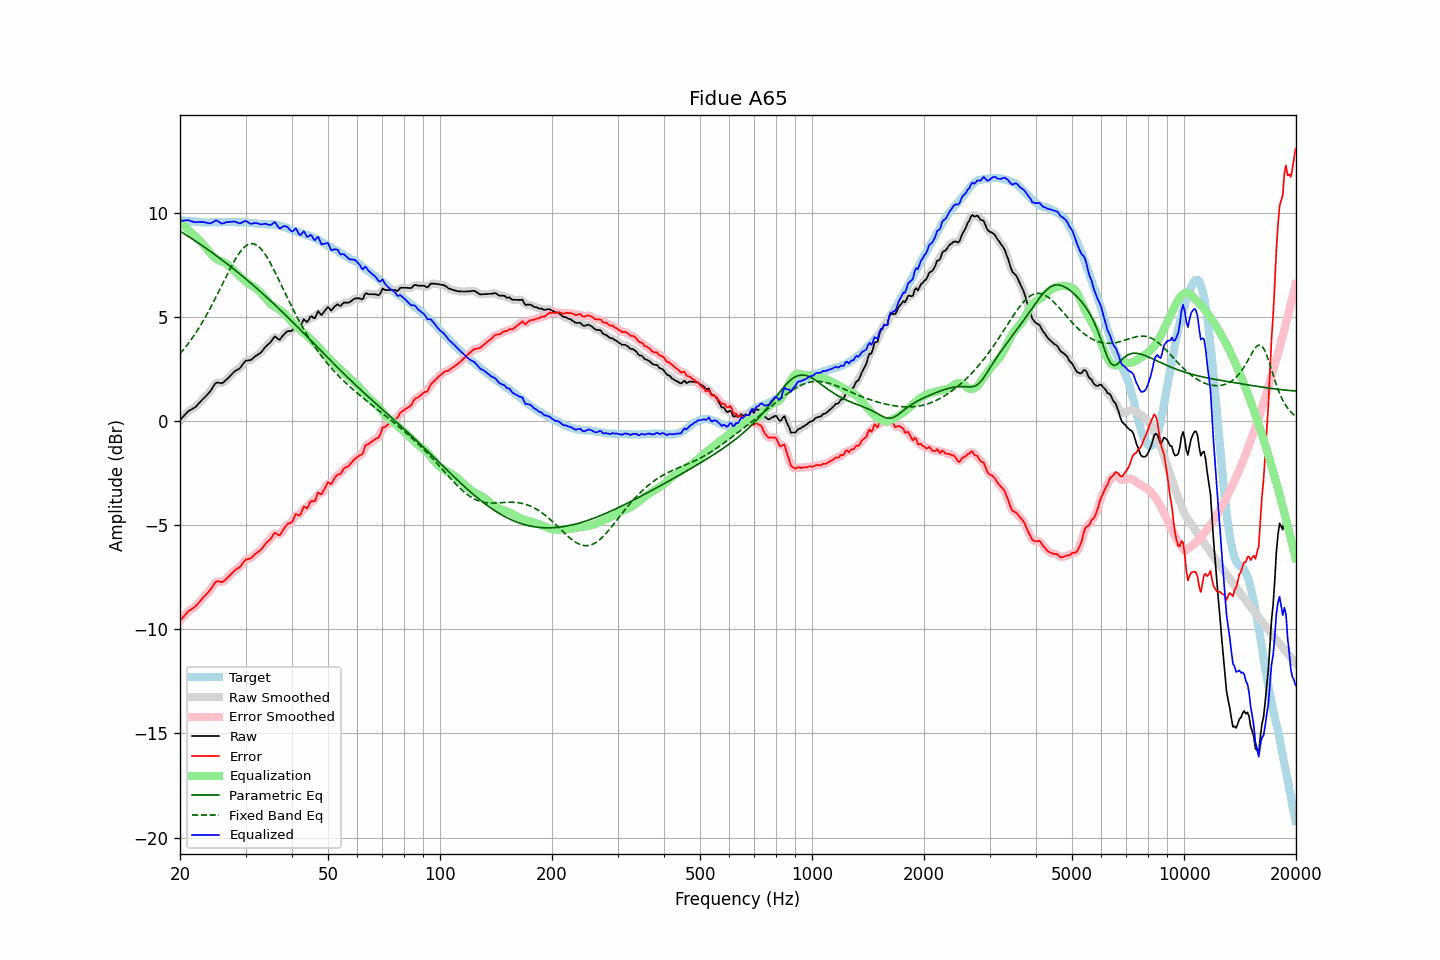 Fidue A65
Amplitude (dBr)
10
5
0
−5
−10
−15
−20
Target
Raw Smoothed
Error Smoothed
Raw
Error
Equalization
Parametric Eq
Fixed Band Eq
Equalized
20 50 100 200 500 1000 2000 5000 10000 20000
Frequency (Hz)